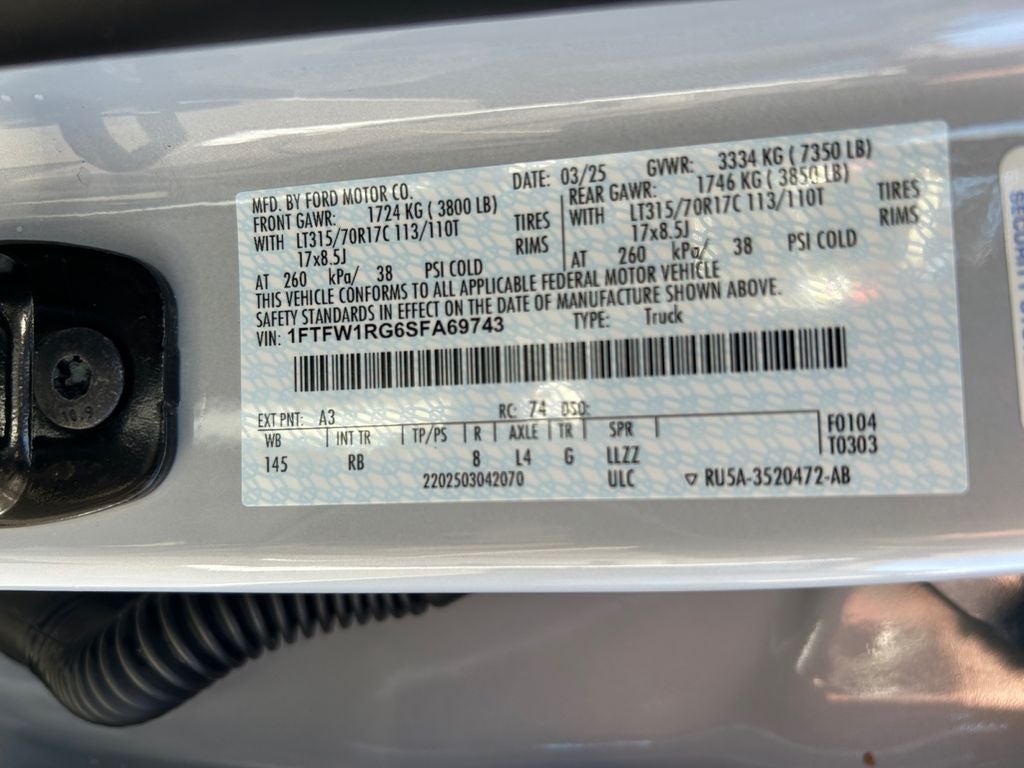 MFD. BY FORD MOTOR CO. DATE: 03/25 GVWR: 3334 KG ( 7350 LB)
FRONT GAWR: 1724 KG ( 3800 LB) REAR GAWR: 1746 KG ( 3850 LB)
WITH LT315/70R17C 113/110T TIRES WITH LT315/70R17C 113/110T TIRES
17x8.5J RIMS 17x8.5J RIMS
AT 260 kPa/ 38 PSI COLD AT 260 kPa/ 38 PSI COLD
THIS VEHICLE CONFORMS TO ALL APPLICABLE FEDERAL MOTOR VEHICLE
SAFETY STANDARDS IN EFFECT ON THE DATE OF MANUFACTURE SHOWN ABOVE.
VIN: 1FTFW1RG6SFA69743 TYPE: Truck
EXT PNT: A3 RC: 74 DSO: F0104
WB INT TR TP/PS R AXLE TR SPR T0303
145 RB 8 L4 G LLZZ
2202503042070 ULC RU5A-3520472-AB
10.9